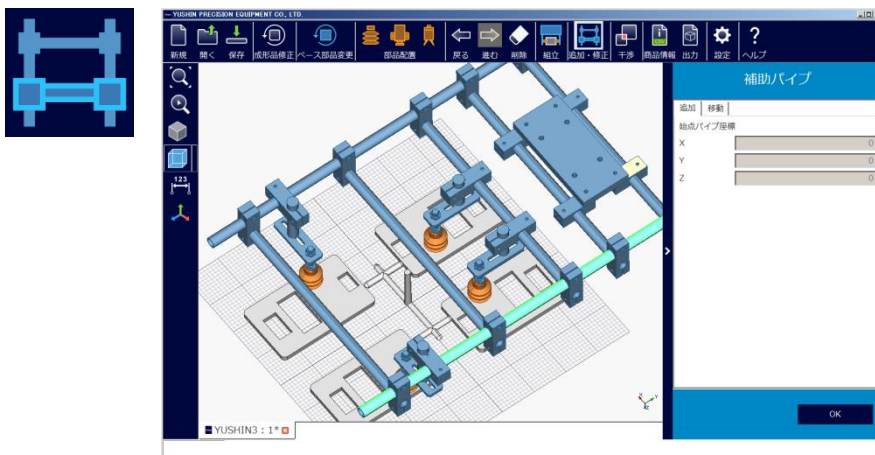 YUSHIN PRECISION EQUIPMENT CO., LTD.
新規 開く 保存 成形品修正 ベース部品変更 部品配置 戻る 進む 削除 組立 追加・修正 干渉 商品情報 出力 設定 ヘルプ
補助パイプ
追加 移動
始点パイプ座標
X 0
Y 0
Z 0
123
OK
YUSHIN3 : 1*